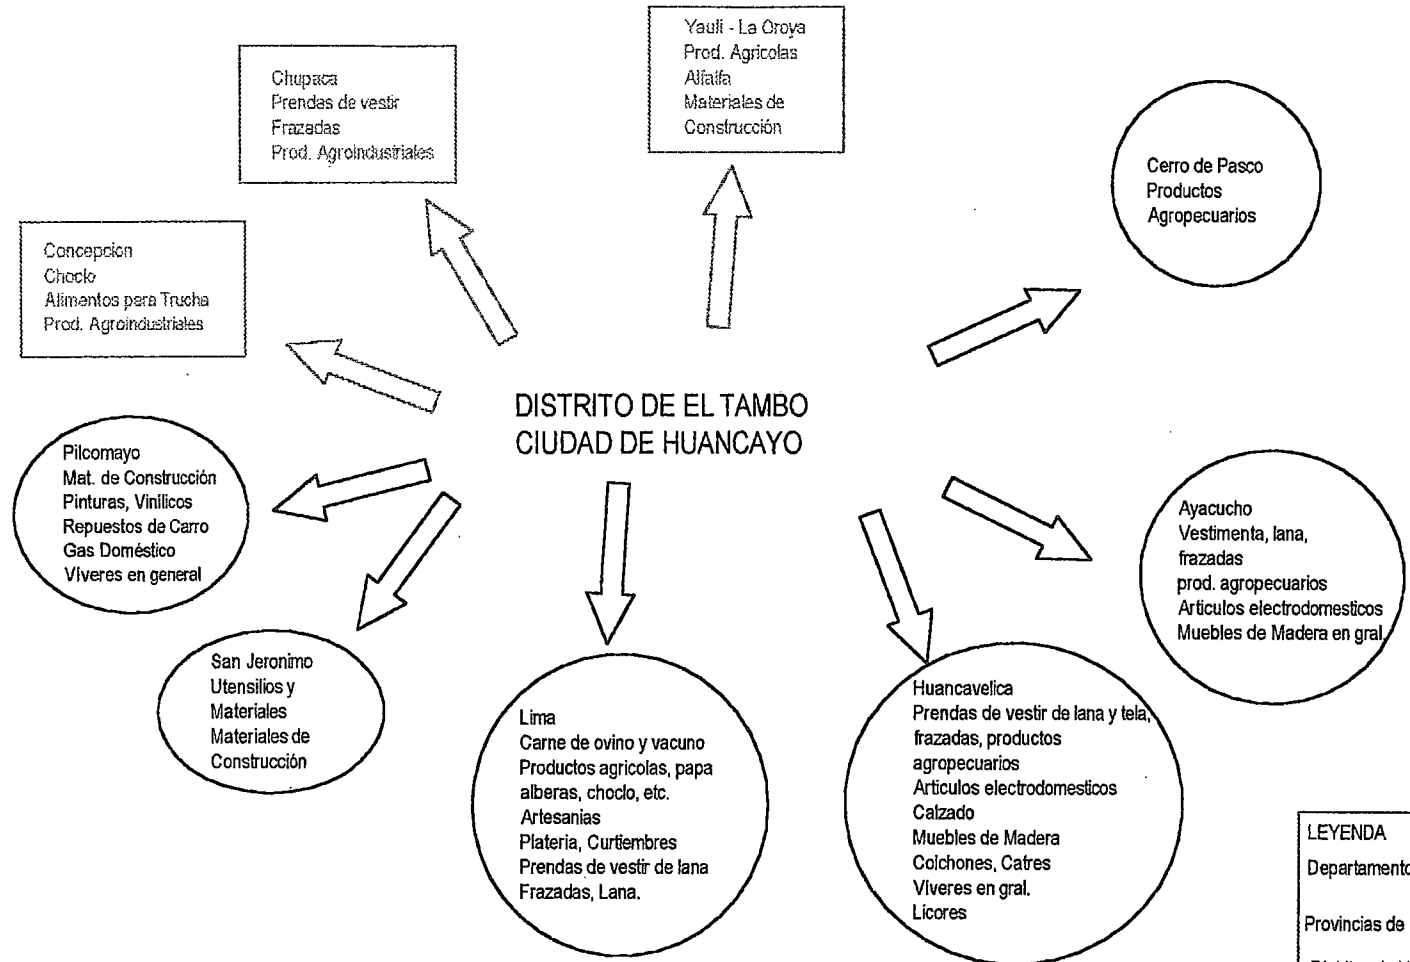 Yauli - La Oroya
Prod. Agricolas
Alfalfa
Materiales de
Construcción
Chupaca
Prendas de vestir
Frazadas
Prod. Agroindustriales
Cerro de Pasco
Productos
Agropecuarios
Concepcion
Choclo
Alimentos para Trucha
Prod. Agroindustriales
DISTRITO DE EL TAMBO
CIUDAD DE HUANCAYO
Pilcomayo
Mat. de Construcción
Pinturas, Vinilicos
Repuestos de Carro
Gas Doméstico
Víveres en general
Ayacucho
Vestimenta, lana,
frazadas
prod. agropecuarios
Articulos electrodomesticos
Muebles de Madera en gral.
San Jeronimo
Utensilios y
Materiales
Materiales de
Construcción
Lima
Carne de ovino y vacuno
Productos agricolas, papa
alberas, choclo, etc.
Artesanias
Plateria, Curtiembres
Prendas de vestir de lana
Frazadas, Lana.
Huancavelica
Prendas de vestir de lana y tela,
frazadas, productos
agropecuarios
Articulos electrodomesticos
Calzado
Muebles de Madera
Colchones, Catres
Víveres en gral.
Licores
LEYENDA
Departamento
Provincias de